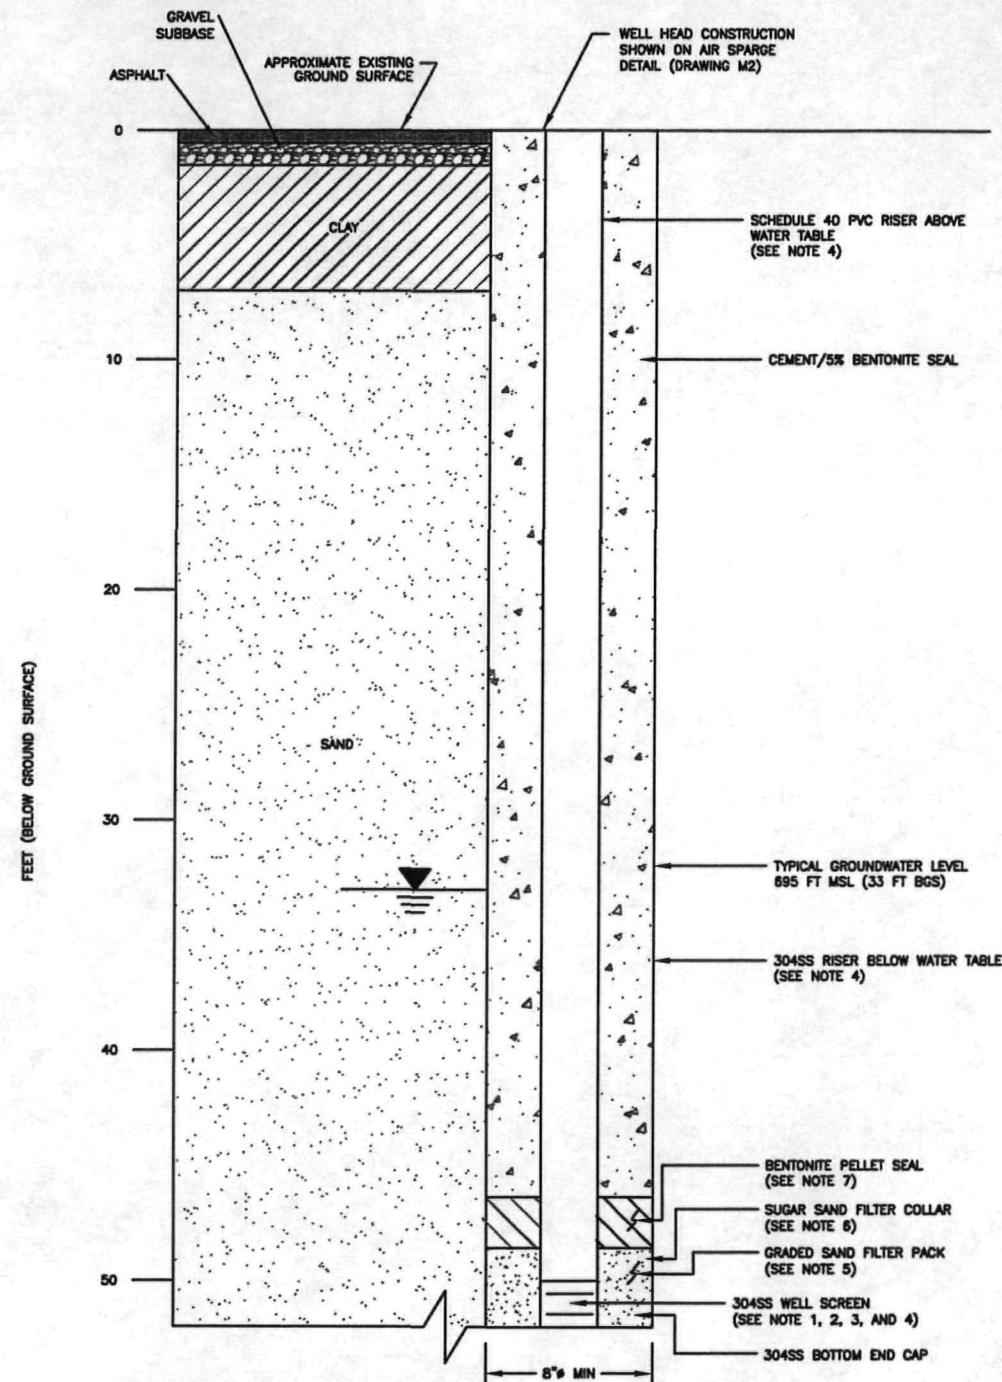 GRAVEL
SUBBASE
ASPHALT
APPROXIMATE EXISTING
GROUND SURFACE
WELL HEAD CONSTRUCTION
SHOWN ON AIR SPARGE
DETAIL (DRAWING M2)
0
CLAY
SCHEDULE 40 PVC RISER ABOVE
WATER TABLE
(SEE NOTE 4)
10
CEMENT/5% BENTONITE SEAL
20
FEET (BELOW GROUND SURFACE)
SAND
30
TYPICAL GROUNDWATER LEVEL
695 FT MSL (33 FT BGS)
304SS RISER BELOW WATER TABLE
(SEE NOTE 4)
40
BENTONITE PELLET SEAL
(SEE NOTE 7)
SUGAR SAND FILTER COLLAR
(SEE NOTE 6)
GRADED SAND FILTER PACK
(SEE NOTE 5)
50
304SS WELL SCREEN
(SEE NOTE 1, 2, 3, AND 4)
304SS BOTTOM END CAP
8"ø MIN